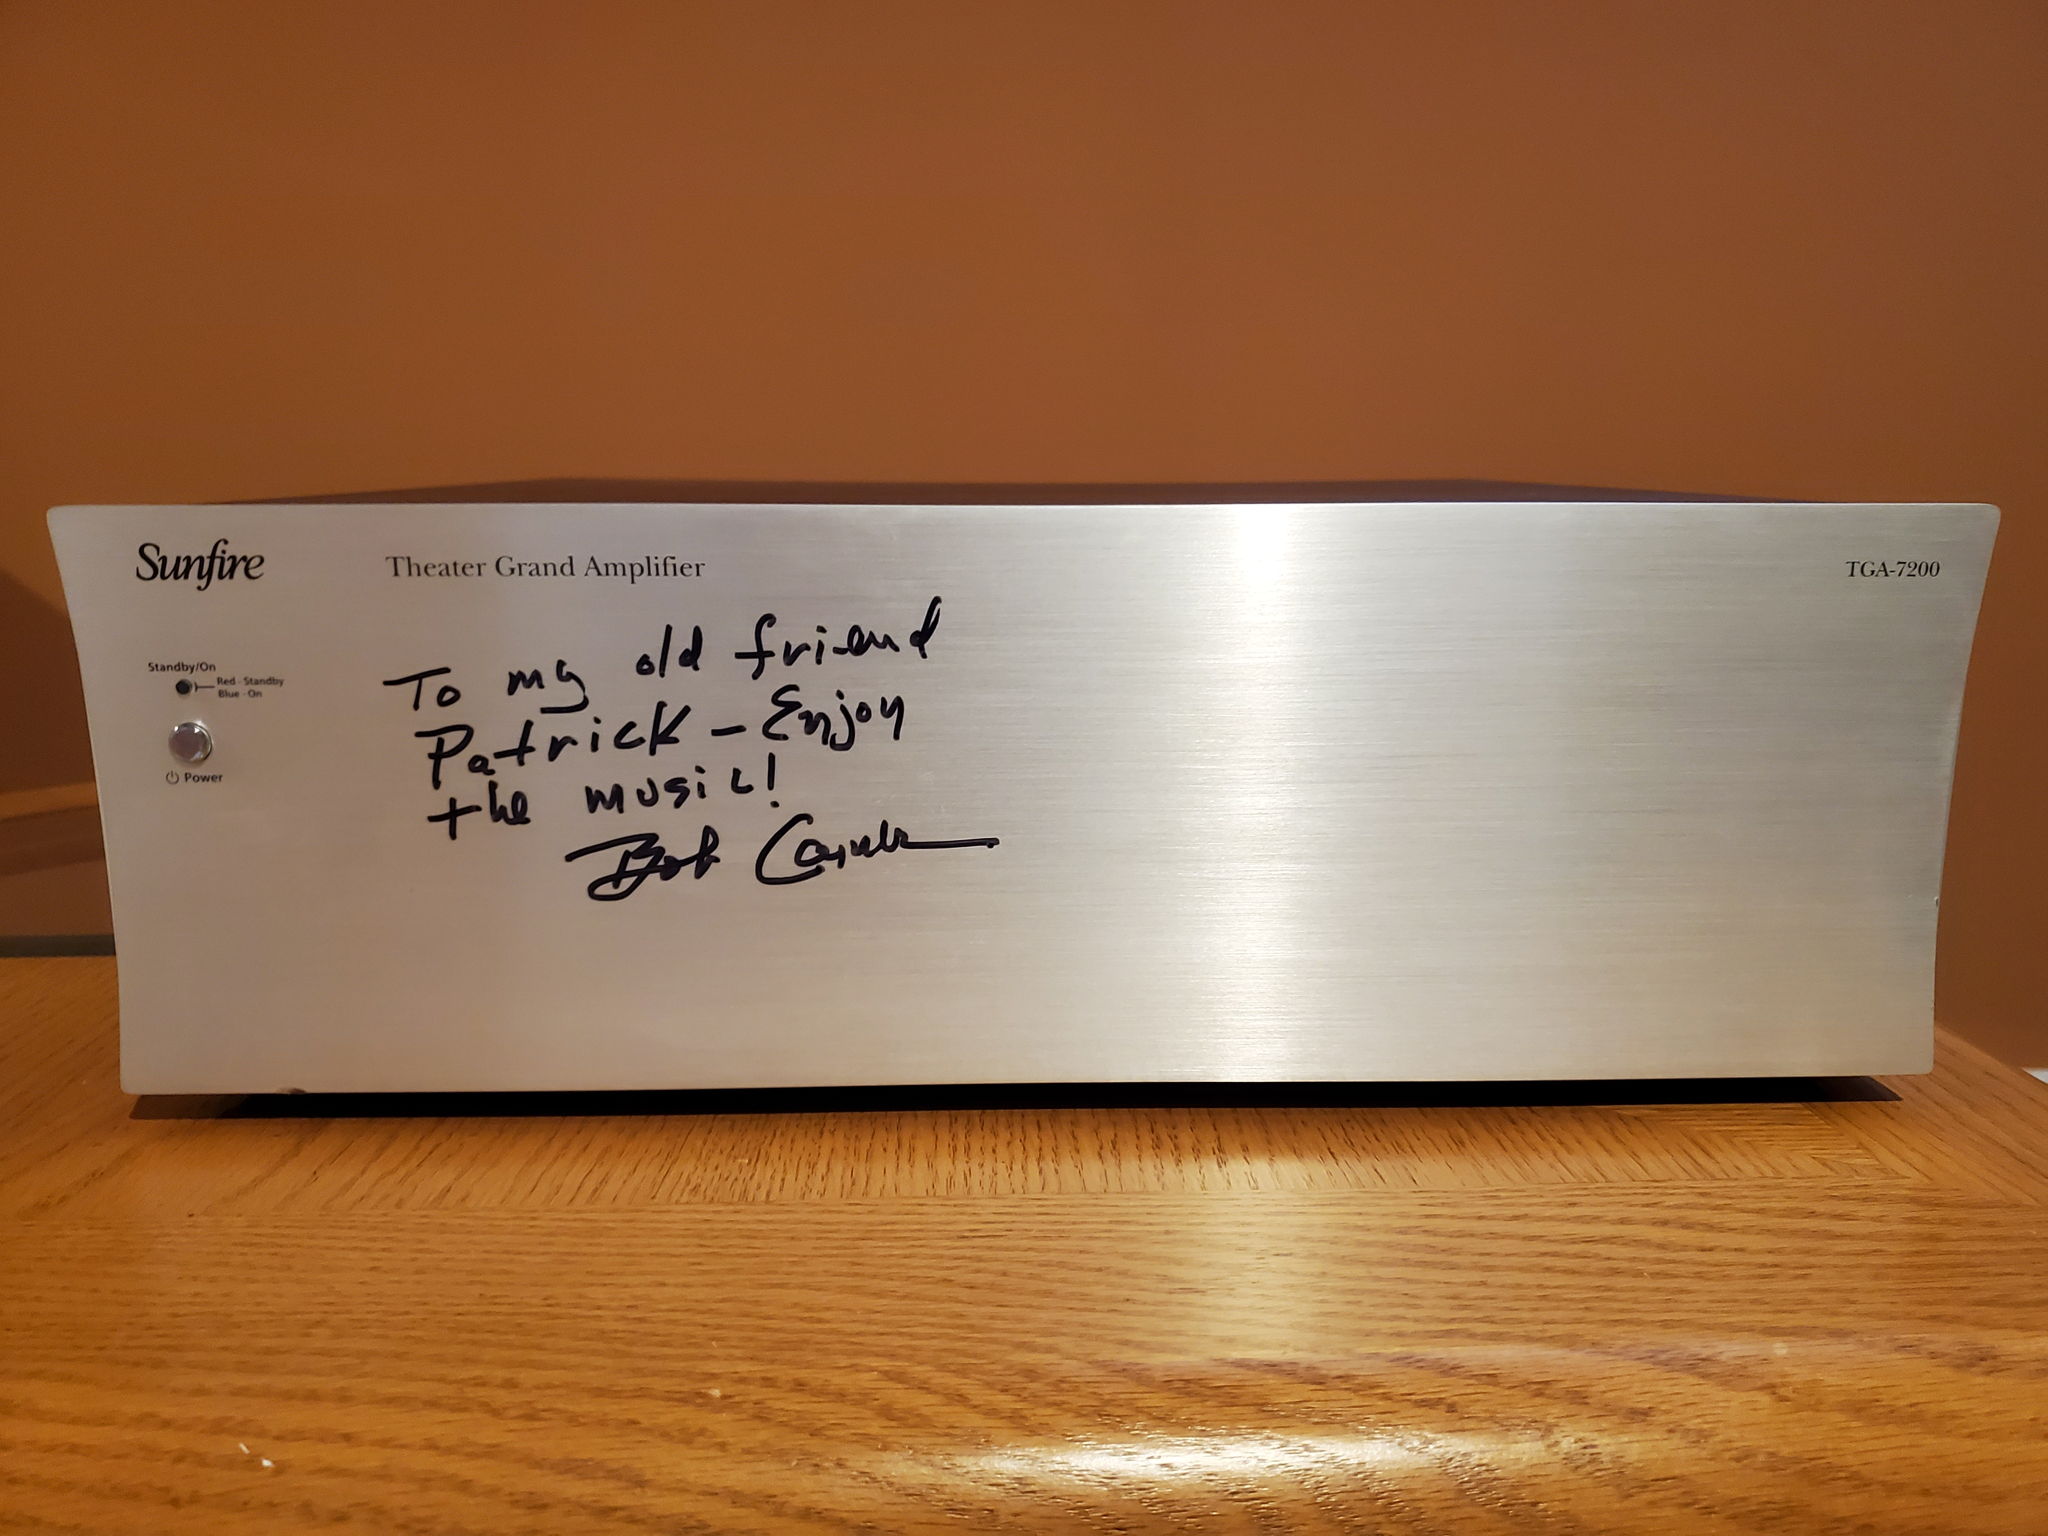 Sunfire
Theater Grand Amplifier
TGA-7200
Standby/On
Red - Standby
Blue - On
Power
To my old friend
Patrick - Enjoy
the music!
Bob Carver